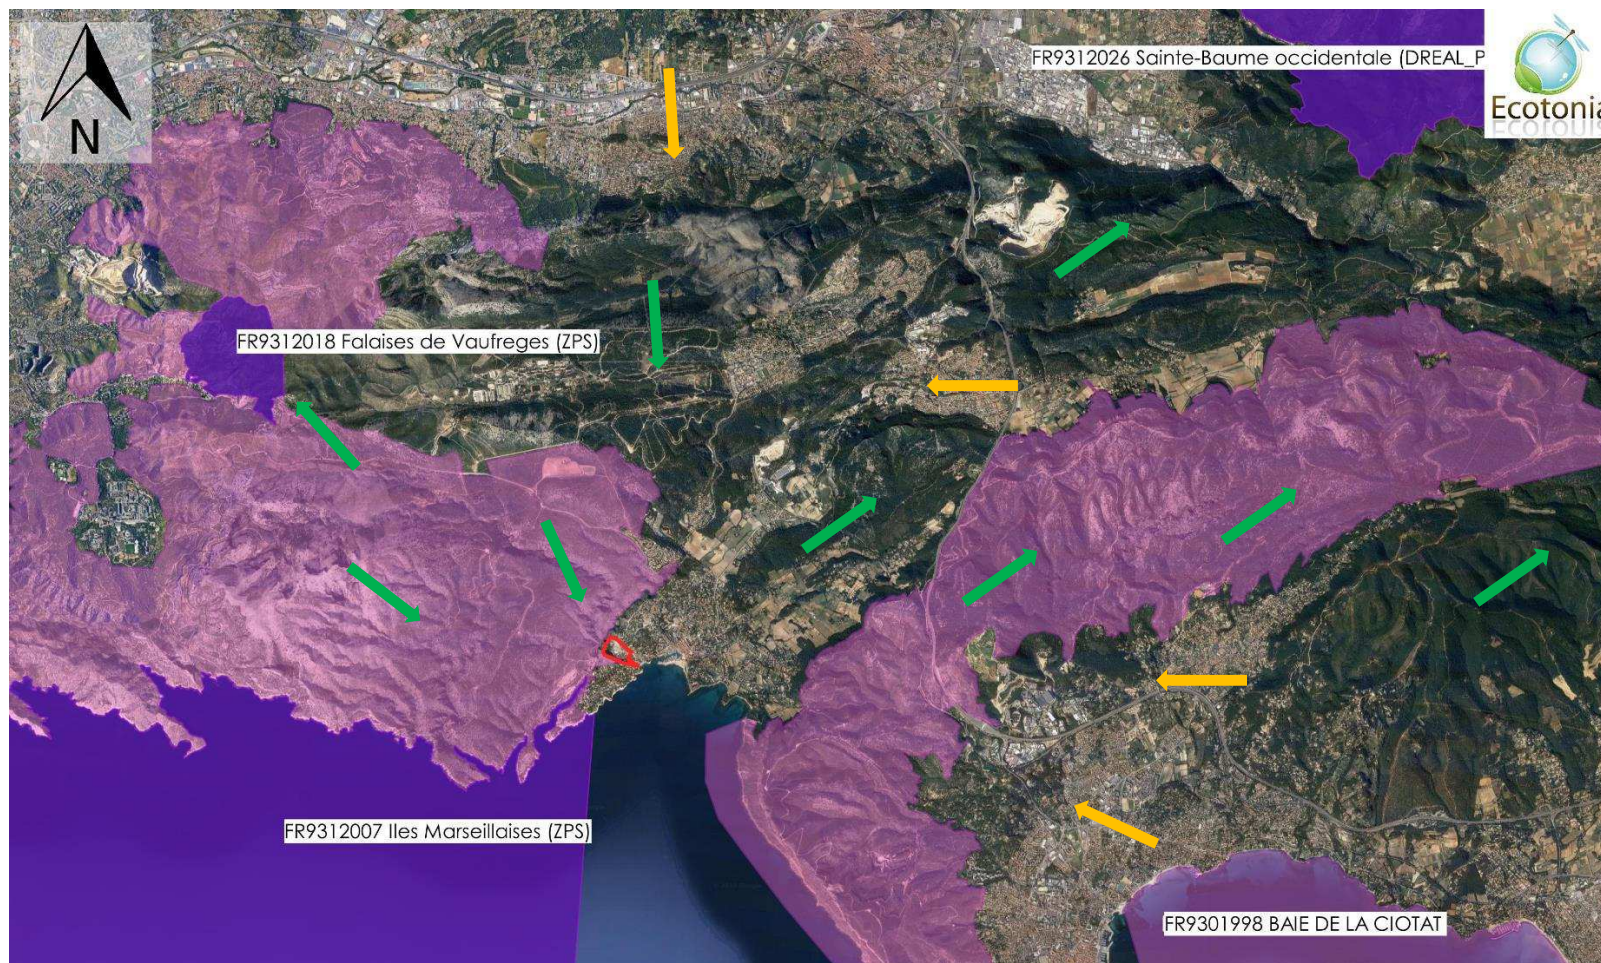 N
FR9312026 Sainte-Baume occidentale (DREAL_P
Ecotonia
FR9312018 Falaises de Vaufreges (ZPS)
FR9312007 Iles Marseillaises (ZPS)
FR9301998 BAIE DE LA CIOTAT